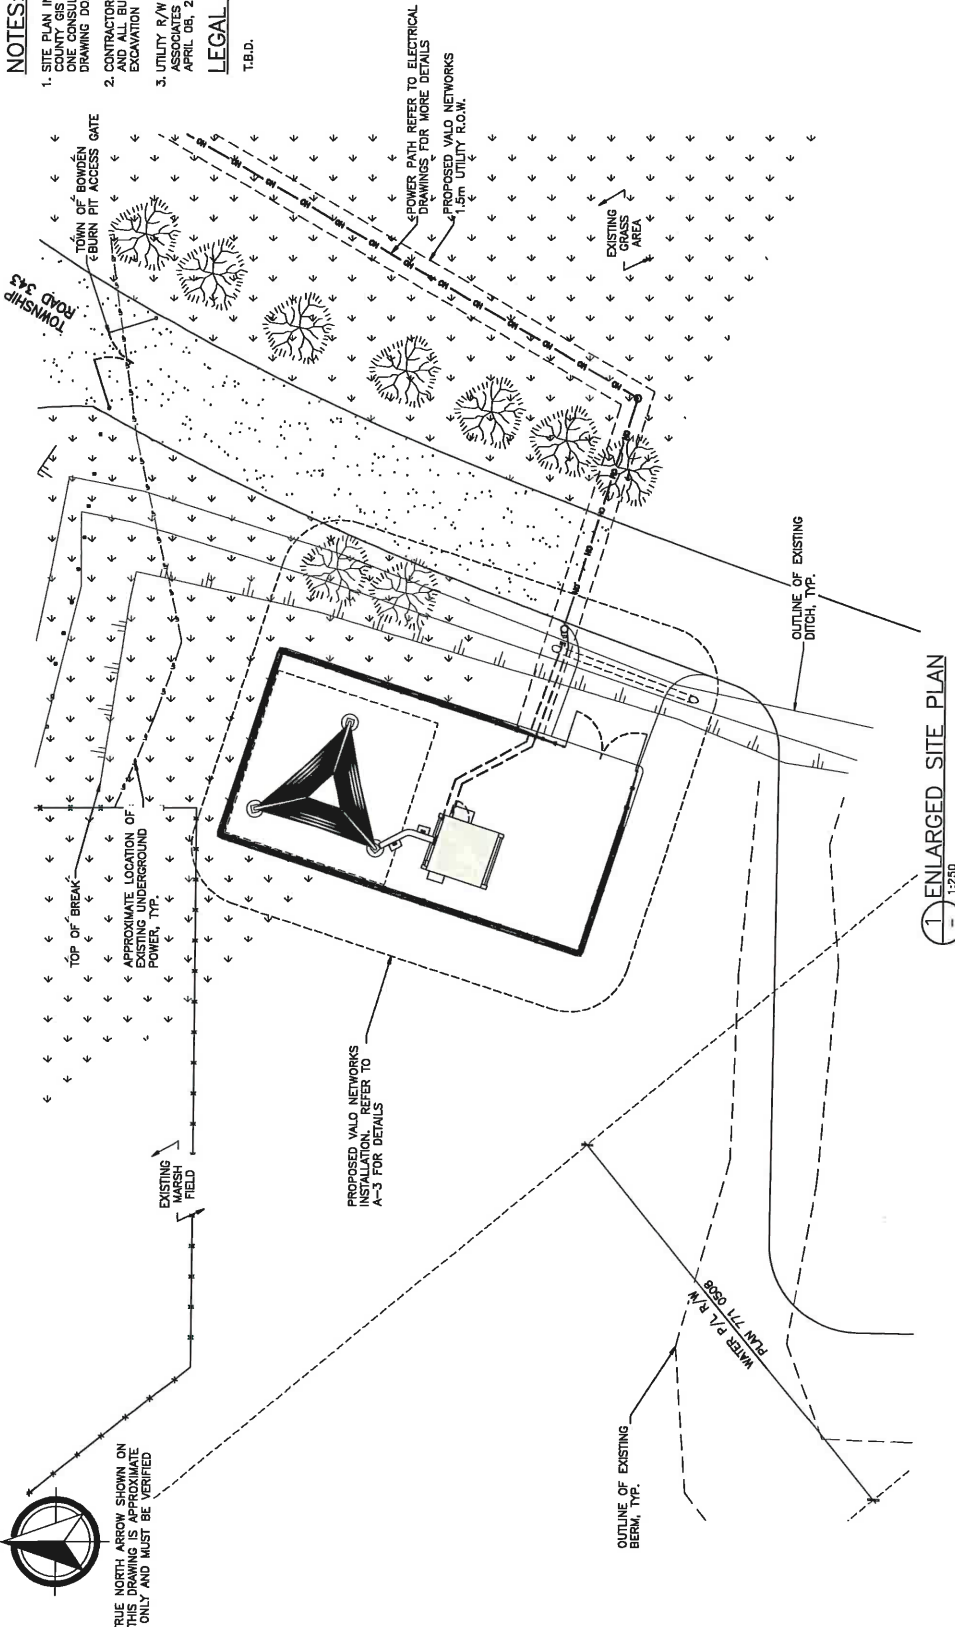 NOTES:
1. SITE PLAN
COUNTY GIS
ONE
DRAWING
2. CONTRACTOR
AND ALL
EXCAVATION
3. UTILITY R/W
ASSOCIATES
APRIL 08, 2
LEGAL
T.B.D.
TOWN OF BOWDEN
BURN PIT ACCESS GATE
TOWNSHIP
ROAD 343
POWER PATH REFER TO ELECTRICAL
DRAWINGS FOR MORE DETAILS
PROPOSED VALO NETWORKS
1.5m UTILITY R.O.W.
EXISTING
GRASS
AREA
OUTLINE OF EXISTING
DITCH, TYP.
TOP OF BREAK
APPROXIMATE LOCATION OF
EXISTING UNDERGROUND
POWER, TYP.
PROPOSED VALO NETWORKS
INSTALLATION. REFER TO
A-3 FOR DETAILS
EXISTING
MARSH
FIELD
WATER P/L R/W
PLAN 771 0508
OUTLINE OF EXISTING
BERM, TYP.
RUE NORTH ARROW SHOWN ON
THIS DRAWING IS APPROXIMATE
ONLY AND MUST BE VERIFIED
1 ENLARGED SITE PLAN
- 1:250